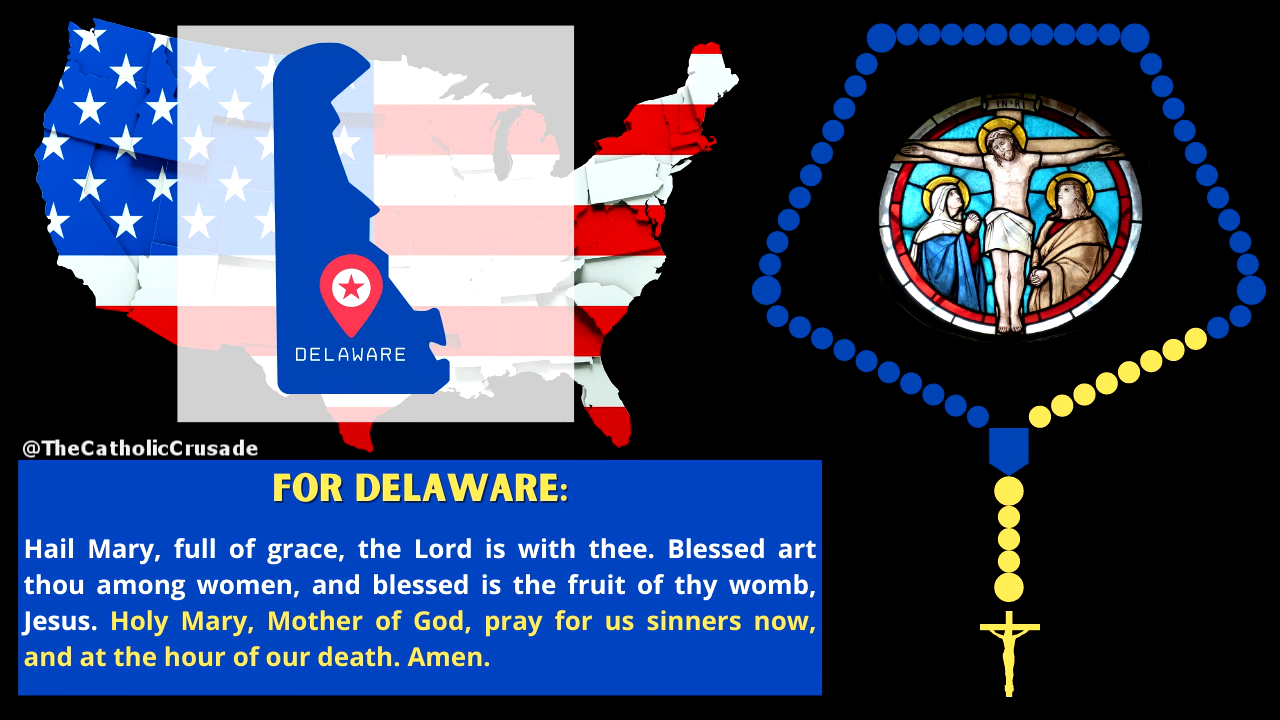 IN·RI
DELAWARE
@TheCatholicCrusade
FOR DELAWARE:
Hail Mary, full of grace, the Lord is with thee. Blessed art
thou among women, and blessed is the fruit of thy womb,
Jesus. Holy Mary, Mother of God, pray for us sinners now,
and at the hour of our death. Amen.